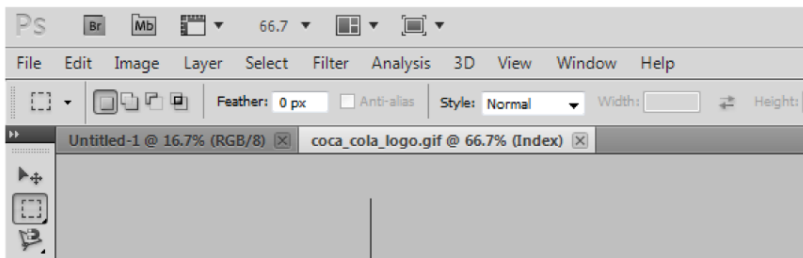 Ps Br Mb 66.7
File Edit Image Layer Select Filter Analysis 3D View Window Help
Feather: 0 px Anti-alias Style: Normal Width: Height:
Untitled-1 @ 16.7% (RGB/8) coca_cola_logo.gif @ 66.7% (Index)